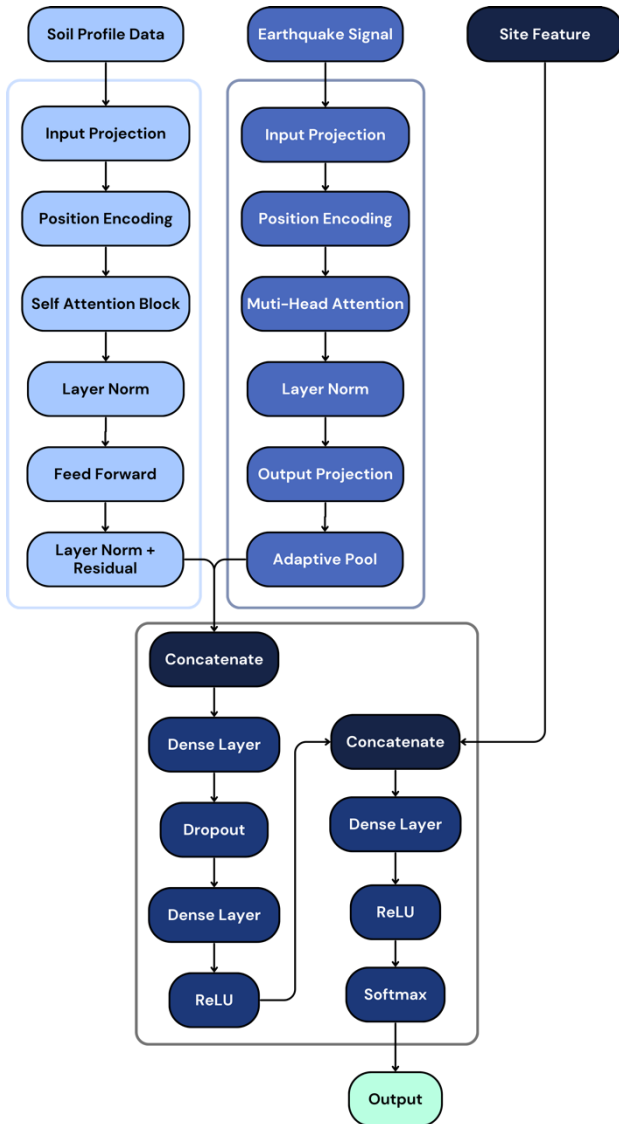 Soil Profile Data
Earthquake Signal
Site Feature
Input Projection
Position Encoding
Self Attention Block
Layer Norm
Feed Forward
Layer Norm +
Residual
Input Projection
Position Encoding
Muti-Head Attention
Layer Norm
Output Projection
Adaptive Pool
Concatenate
Dense Layer
Dropout
Dense Layer
ReLU
Concatenate
Dense Layer
ReLU
Softmax
Output